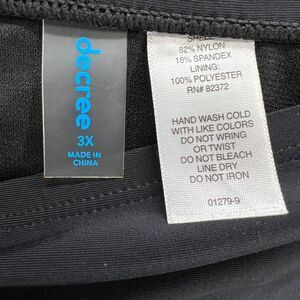 decree
3X
MADE IN
CHINA
SHELL:
82% NYLON
18% SPANDEX
LINING:
100% POLYESTER
RN# 82372
HAND WASH COLD
WITH LIKE COLORS
DO NOT WRING
OR TWIST
DO NOT BLEACH
LINE DRY
DO NOT IRON
01279-9